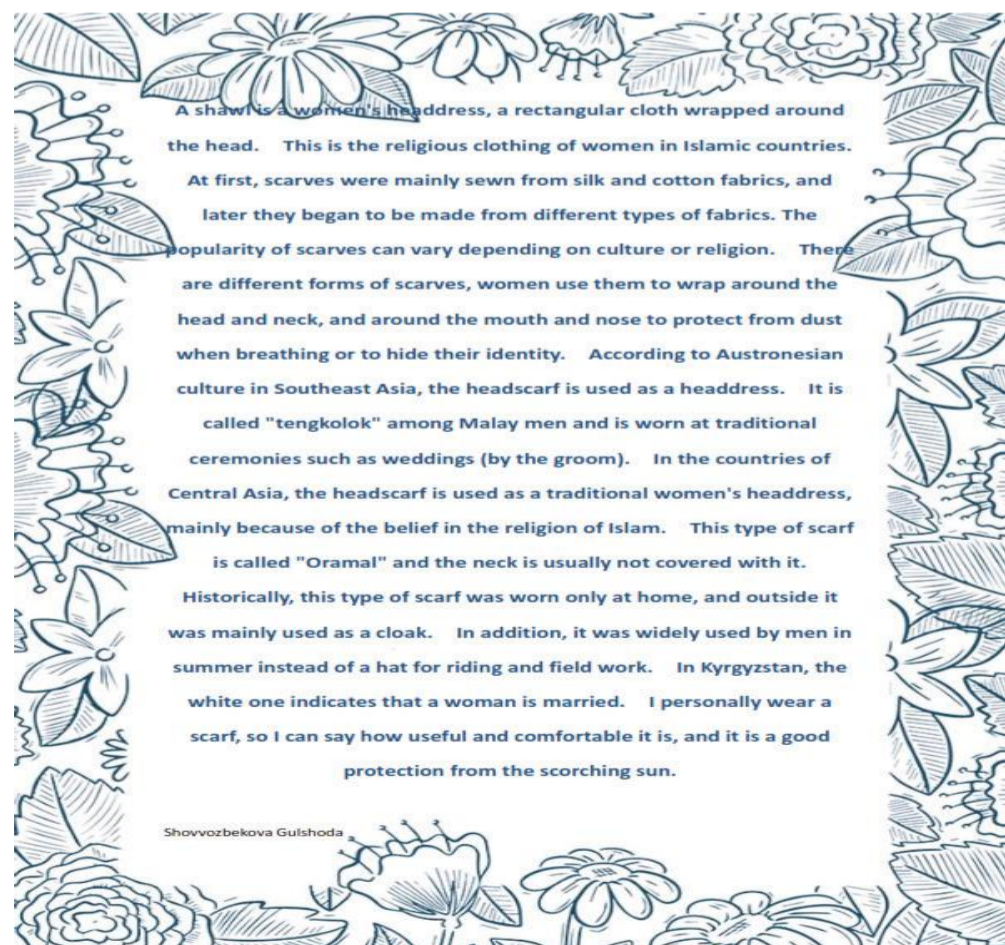 A shawl is a women's headdress, a rectangular cloth wrapped around
the head. This is the religious clothing of women in Islamic countries.
At first, scarves were mainly sewn from silk and cotton fabrics, and
later they began to be made from different types of fabrics. The
popularity of scarves can vary depending on culture or religion. There
are different forms of scarves, women use them to wrap around the
head and neck, and around the mouth and nose to protect from dust
when breathing or to hide their identity. According to Austronesian
culture in Southeast Asia, the headscarf is used as a headdress. It is
called "tengkolok" among Malay men and is worn at traditional
ceremonies such as weddings (by the groom). In the countries of
Central Asia, the headscarf is used as a traditional women's headdress,
mainly because of the belief in the religion of Islam. This type of scarf
is called "Oramal" and the neck is usually not covered with it.
Historically, this type of scarf was worn only at home, and outside it
was mainly used as a cloak. In addition, it was widely used by men in
summer instead of a hat for riding and field work. In Kyrgyzstan, the
white one indicates that a woman is married. I personally wear a
scarf, so I can say how useful and comfortable it is, and it is a good
protection from the scorching sun.
Shovvozbekova Gulshoda